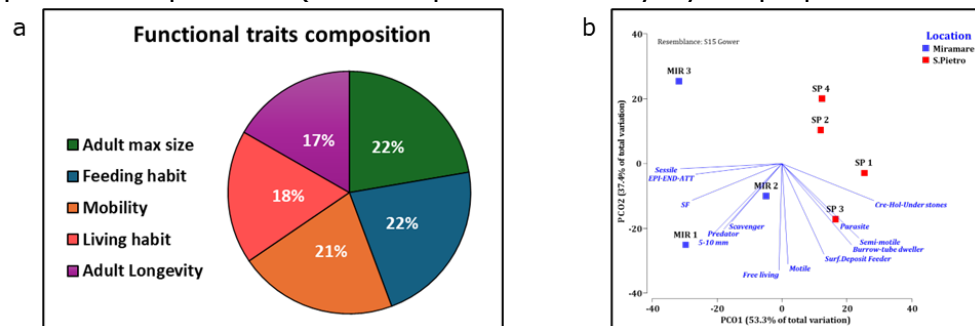 a
Functional traits composition
Adult max size
Feeding habit
Mobility
Living habit
Adult Longevity
17%
22%
18%
22%
21%
b
Resemblance: S15 Gower
Location
Miramare
S.Pietro
MIR 3
SP 4
SP 2
SP 1
SP 3
MIR 2
MIR 1
Sessile
EPI-END-ATT
SF
Scavenger
Predator
5-10 mm
Free living
Motile
Cre-Hol-Under stones
Parasite
Semi-motile
Burrow-tube dweller
Surf.Deposit Feeder
PCO2 (37.4% of total variation)
40
20
0
-20
-40
-40
-20
0
20
40
PCO1 (53.3% of total variation)